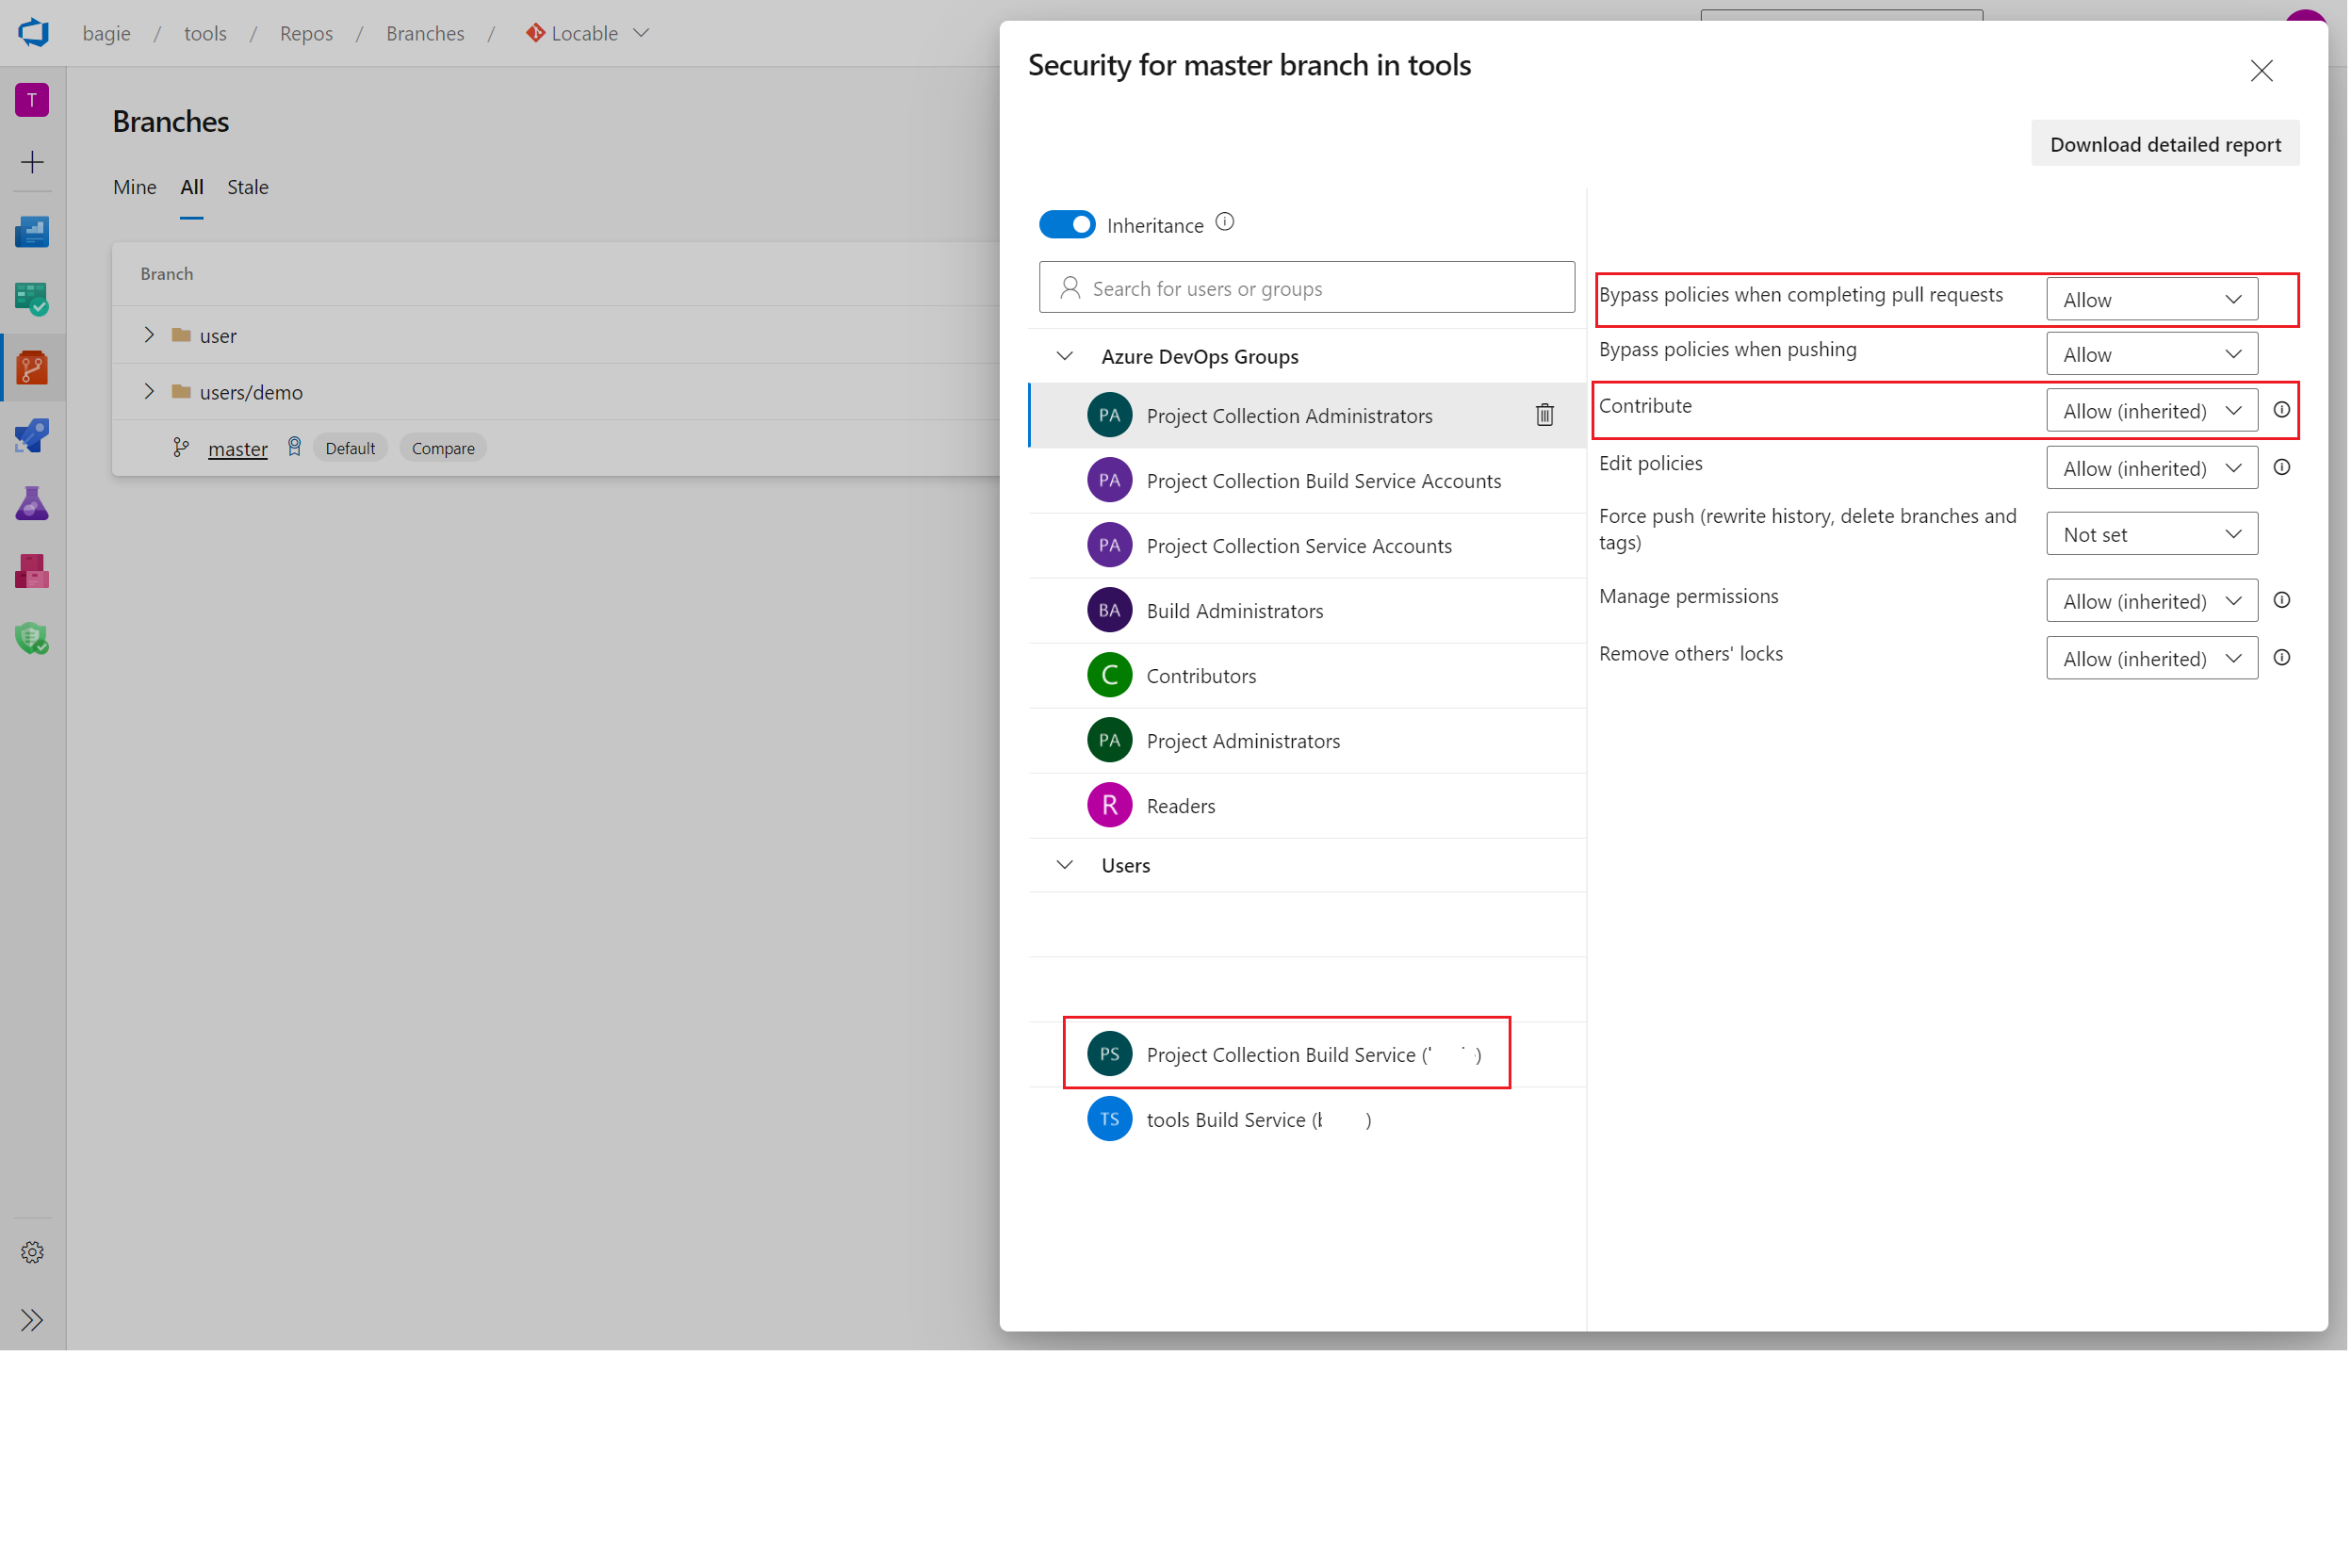 bagie / tools / Repos / Branches / Locable
T
Branches
Mine All Stale
Branch
user
users/demo
master Default Compare
Security for master branch in tools
Download detailed report
Inheritance
Search for users or groups
Azure DevOps Groups
PA Project Collection Administrators
PA Project Collection Build Service Accounts
PA Project Collection Service Accounts
BA Build Administrators
C Contributors
PA Project Administrators
R Readers
Users
PS Project Collection Build Service ( )
TS tools Build Service ( )
Bypass policies when completing pull requests Allow
Bypass policies when pushing Allow
Contribute Allow (inherited)
Edit policies Allow (inherited)
Force push (rewrite history, delete branches and
tags) Not set
Manage permissions Allow (inherited)
Remove others' locks Allow (inherited)